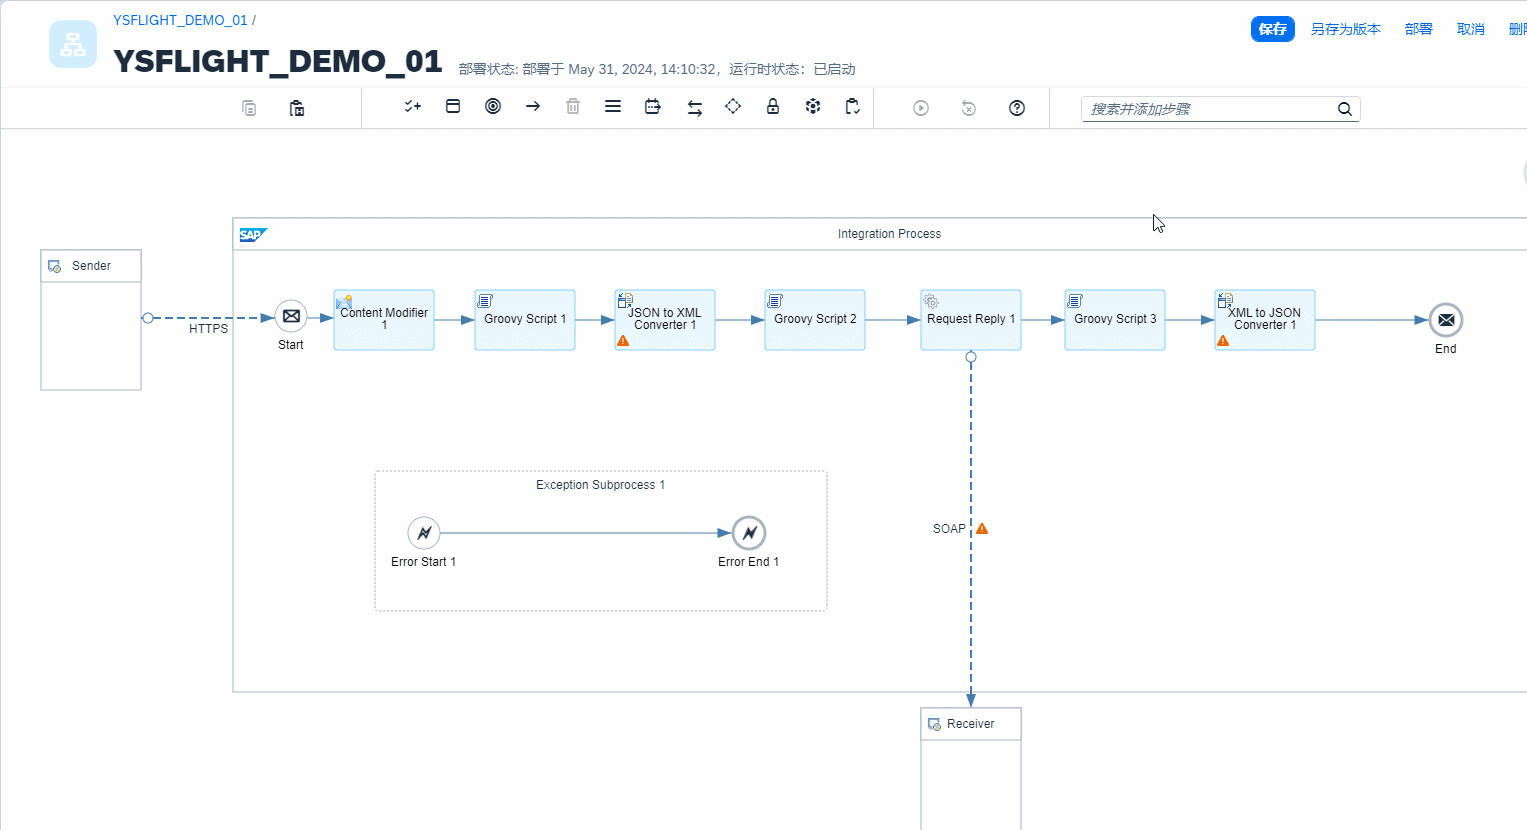 YSFLIGHT_DEMO_01 /
YSFLIGHT_DEMO_01
部署状态: 部署于 May 31, 2024, 14:10:32，运行时状态：已启动
保存
另存为版本
部署
取消
搜索并添加步骤
SAP
Integration Process
Sender
HTTPS
Start
Content Modifier
1
Groovy Script 1
JSON to XML
Converter 1
Groovy Script 2
Request Reply 1
Groovy Script 3
XML to JSON
Converter 1
End
Exception Subprocess 1
Error Start 1
Error End 1
SOAP
Receiver